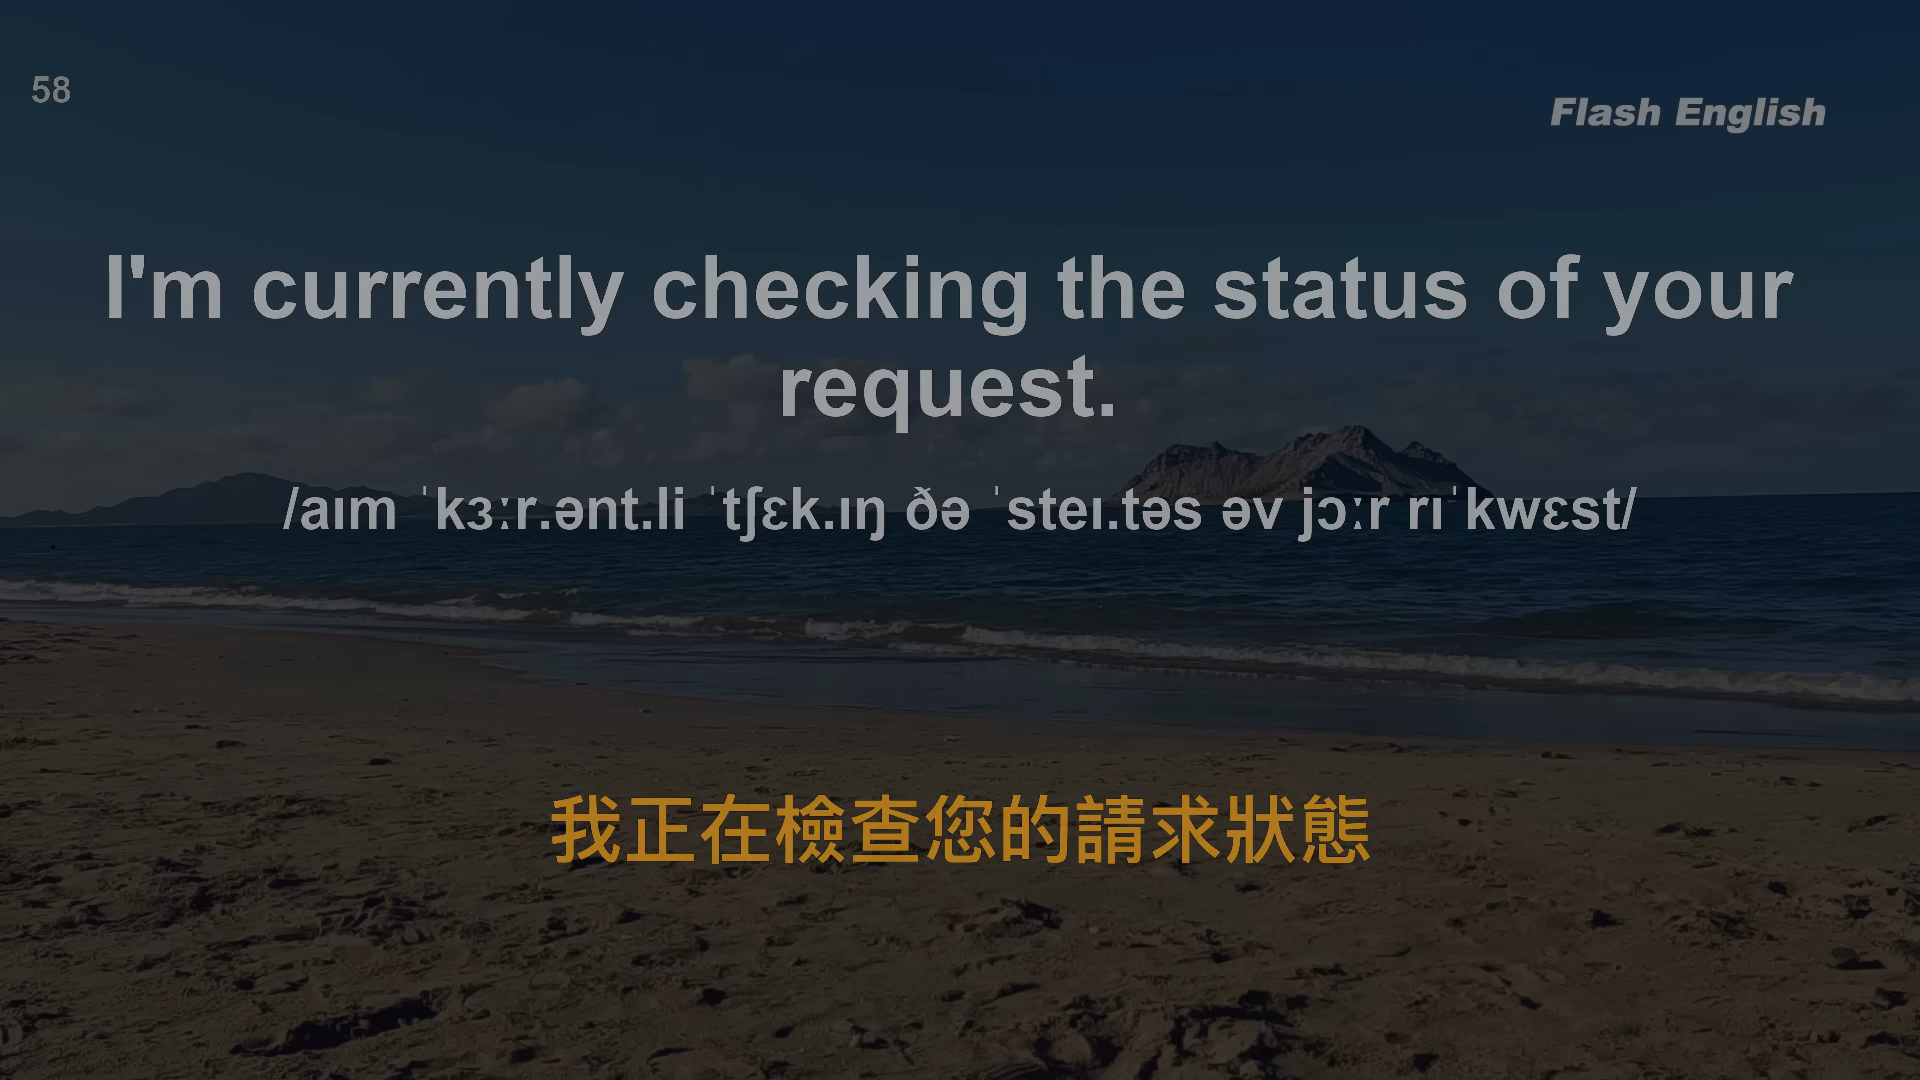 58
Flash English
I'm currently checking the status of your
request.
/aɪm ˈkɜːr.ənt.li ˈtʃɛk.ɪŋ ðə ˈsteɪ.təs əv jɔːr rɪˈkwɛst/
我正在檢查您的請求狀態